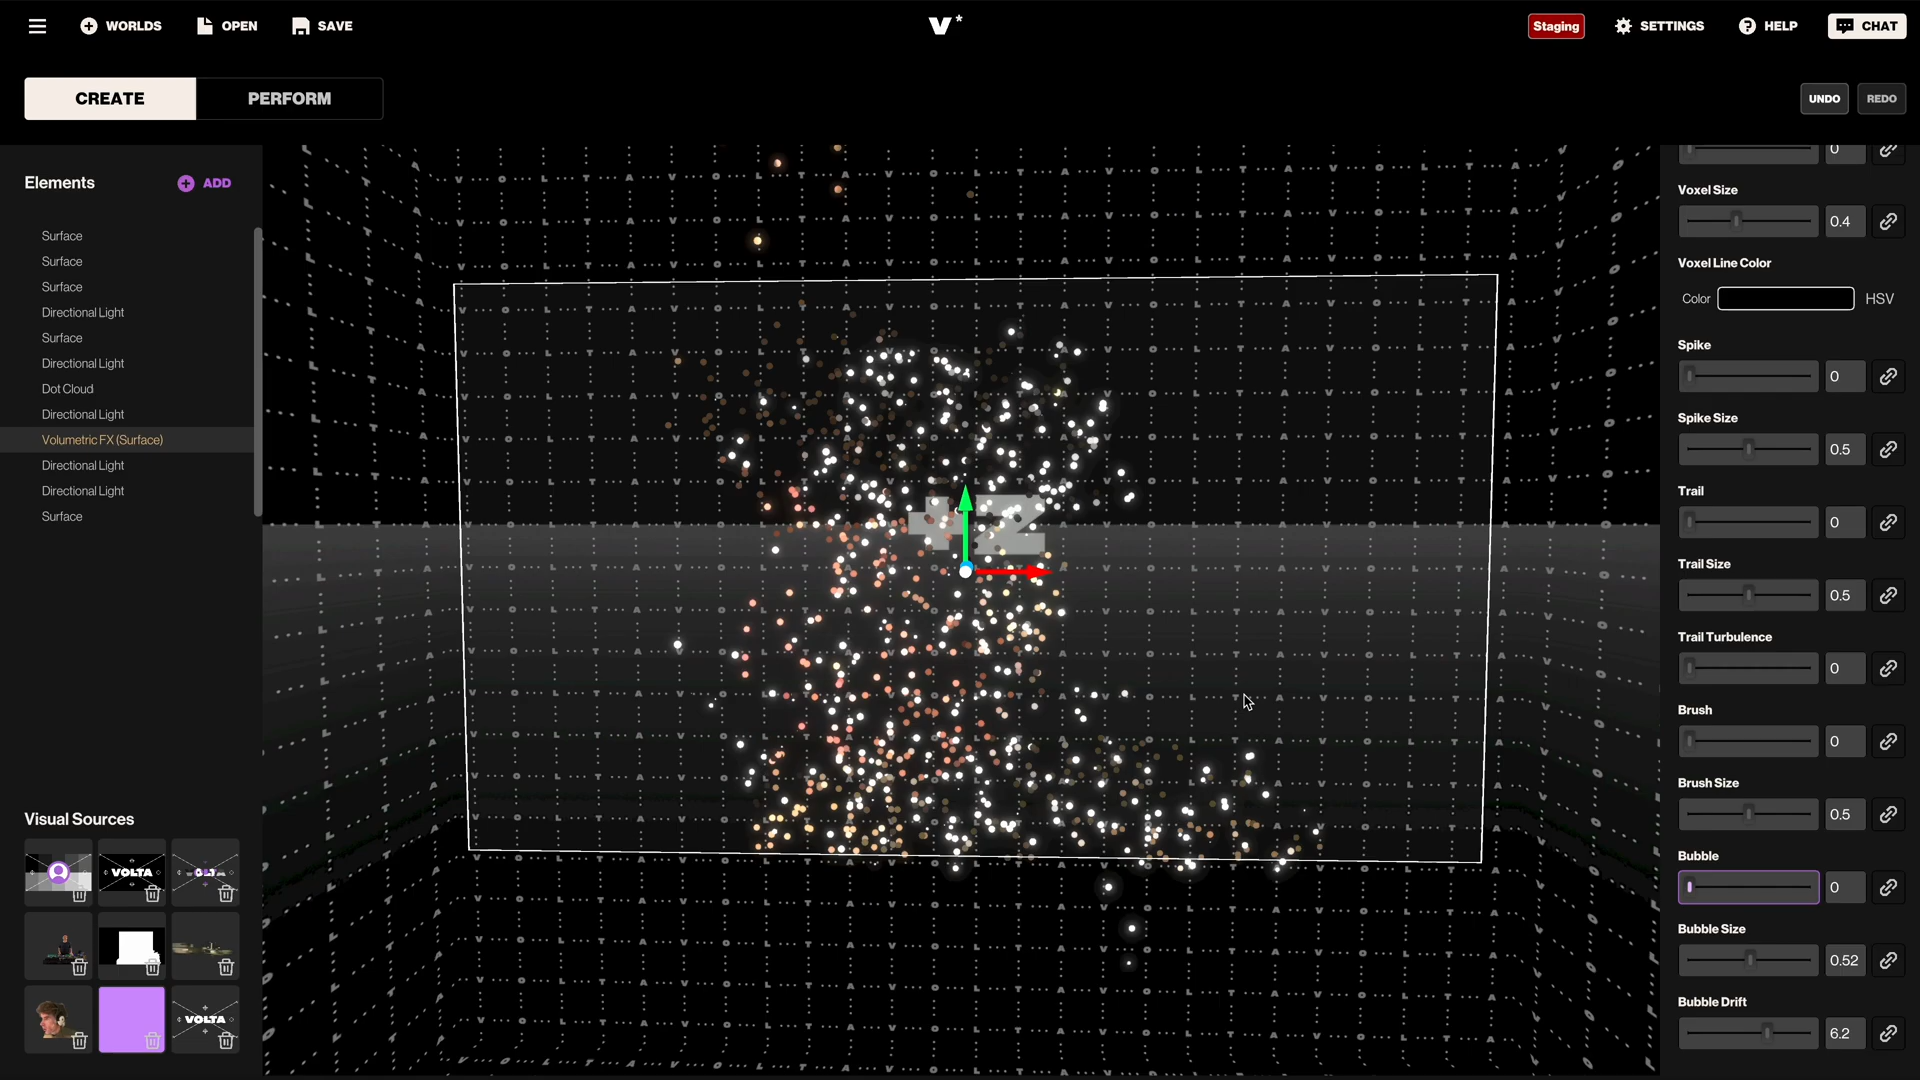 WORLDS OPEN SAVE V* Staging SETTINGS HELP CHAT
CREATE PERFORM UNDO REDO
Elements ADD
Surface
Surface
Surface
Directional Light
Surface
Directional Light
Dot Cloud
Directional Light
Volumetric FX (Surface)
Directional Light
Directional Light
Surface
Visual Sources
VOLTA
VOLTA
+Z
0
Voxel Size
0.4
Voxel Line Color
Color HSV
Spike
0
Spike Size
0.5
Trail
0
Trail Size
0.5
Trail Turbulence
0
Brush
0
Brush Size
0.5
Bubble
0
Bubble Size
0.52
Bubble Drift
6.2